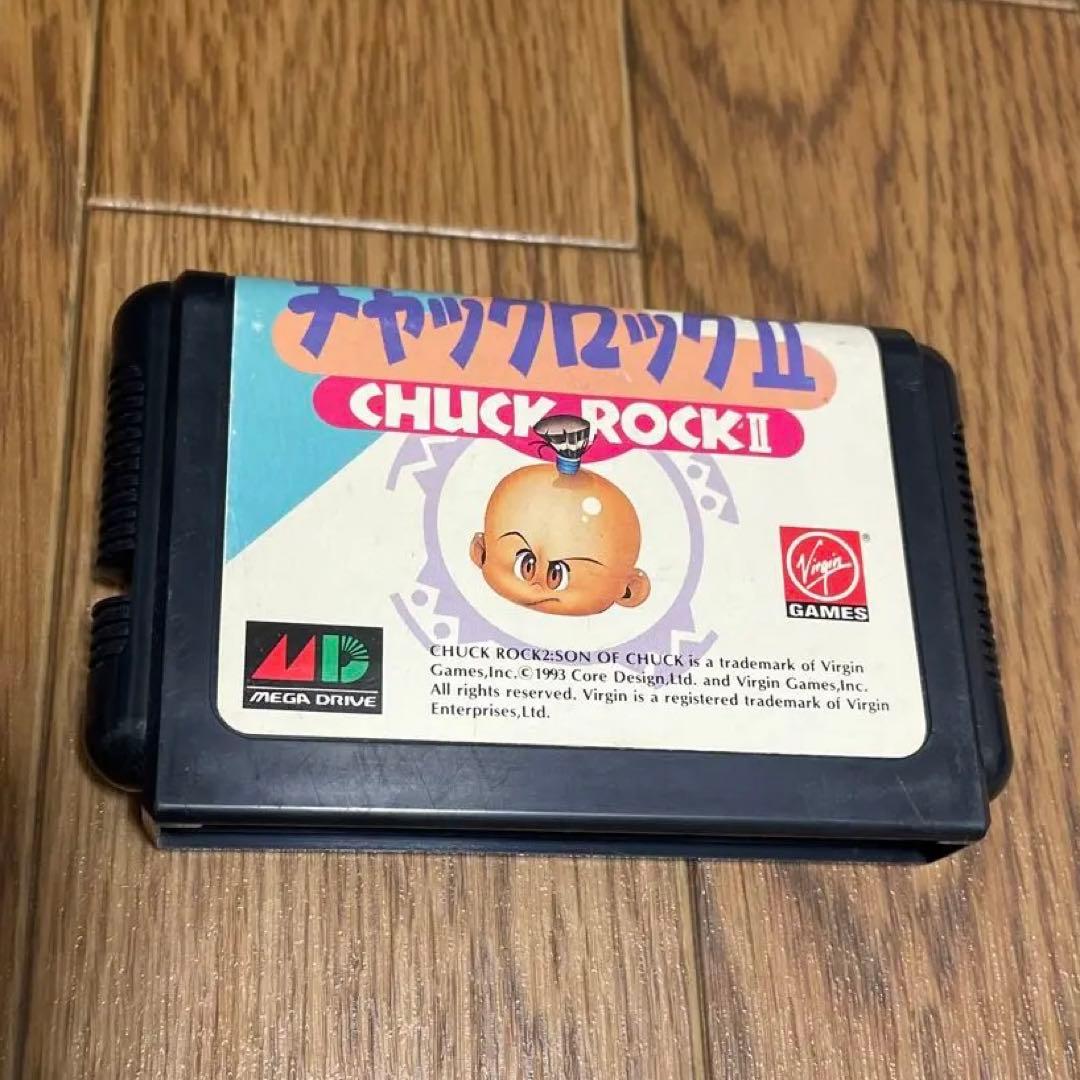 チャックロックII
CHUCK ROCK II
Virgin®
GAMES
MD
MEGA DRIVE
CHUCK ROCK2:SON OF CHUCK is a trademark of Virgin
Games,Inc.©1993 Core Design,Ltd. and Virgin Games,Inc.
All rights reserved. Virgin is a registered trademark of Virgin
Enterprises,Ltd.